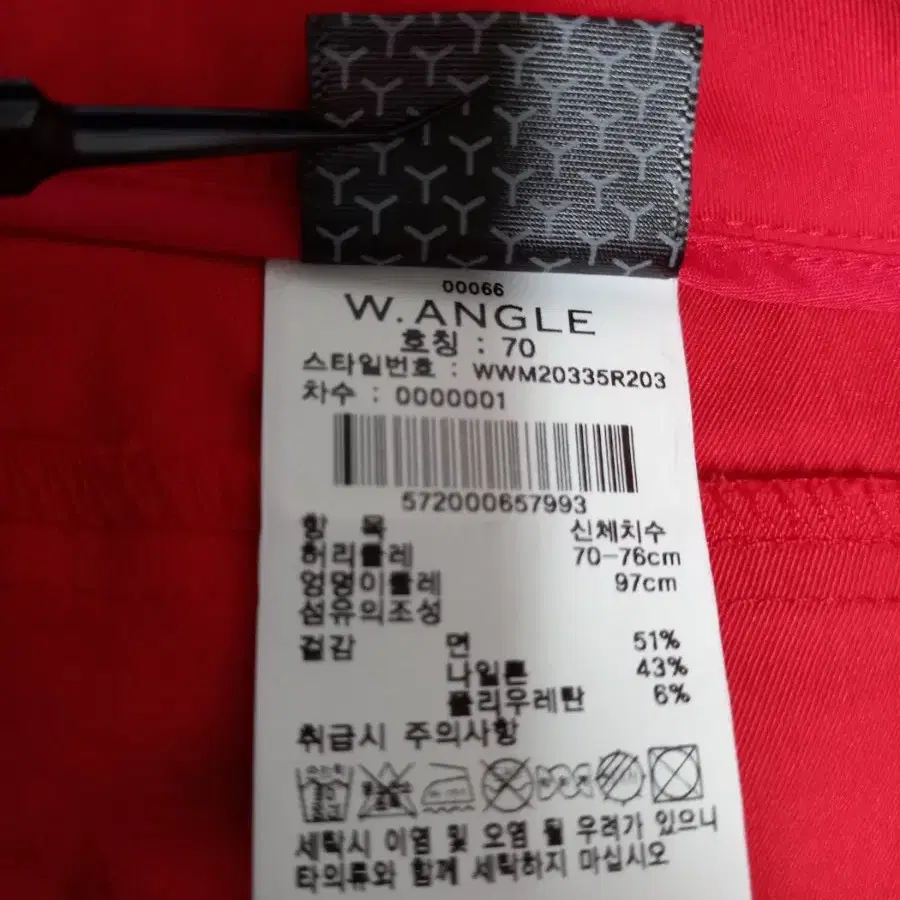 00066
W.ANGLE
호칭 : 70
스타일번호 : WWM20335R203
차수 : 0000001
572000657993
항 목 신체치수
허리둘레 70-76cm
엉덩이둘레 97cm
섬유의조성
겉감 면 51%
나일론 43%
폴리우레탄 6%
취급시 주의사항
세탁시 이염 및 오염 될 우려가 있으니
타의류와 함께 세탁하지 마십시오